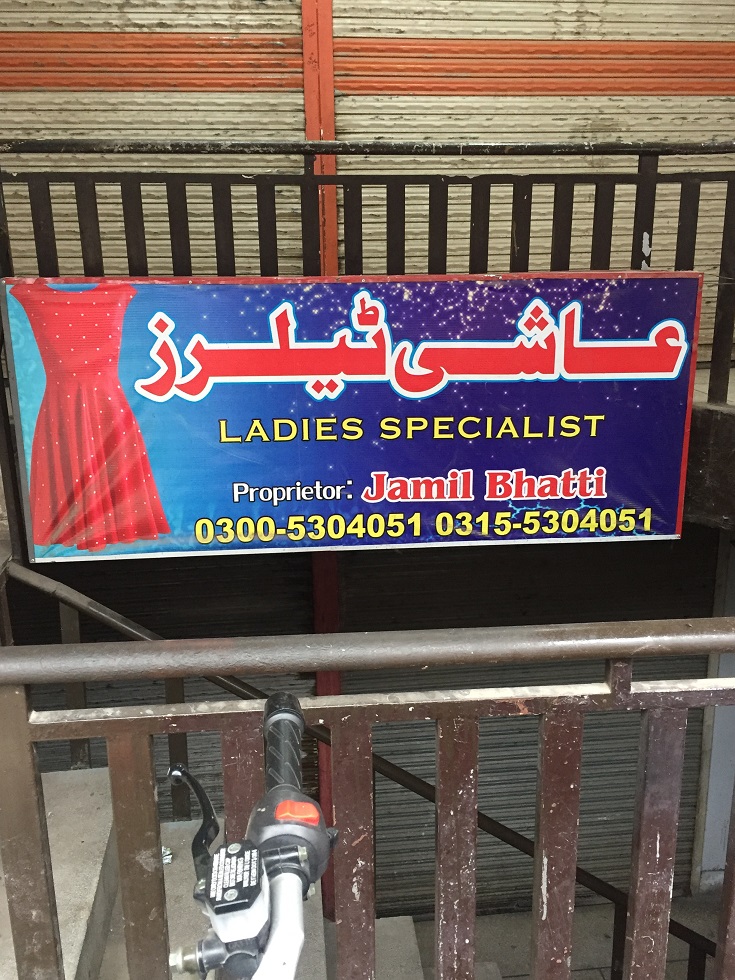 عاشی ٹیلرز
LADIES SPECIALIST
Proprietor: Jamil Bhatti
0300-5304051 0315-5304051